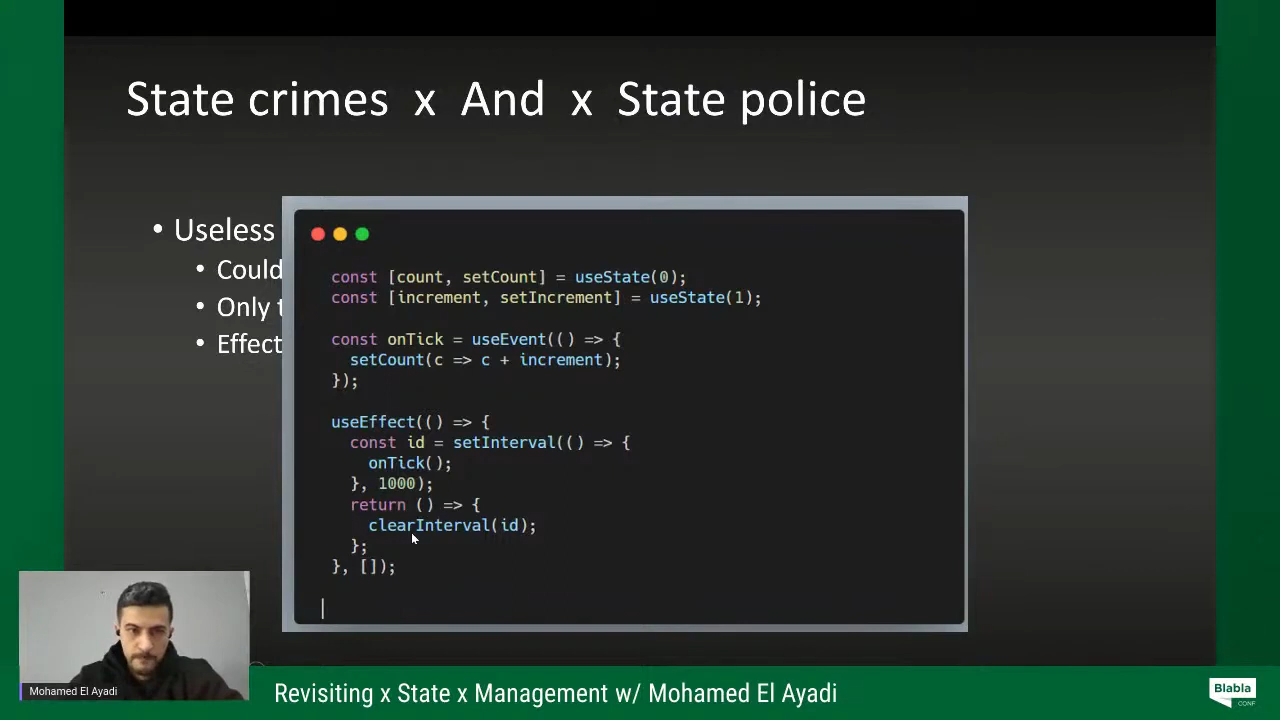 State crimes x And x State police
• Useless
• Could
• Only t
• Effect
const [count, setCount] = useState(0);
const [increment, setIncrement] = useState(1);
const onTick = useEvent(() => {
setCount(c => c + increment);
});
useEffect(() => {
const id = setInterval(() => {
onTick();
}, 1000);
return () => {
clearInterval(id);
};
}, []);
Mohamed El Ayadi
Revisiting x State x Management w/ Mohamed El Ayadi
Blabla
CONF